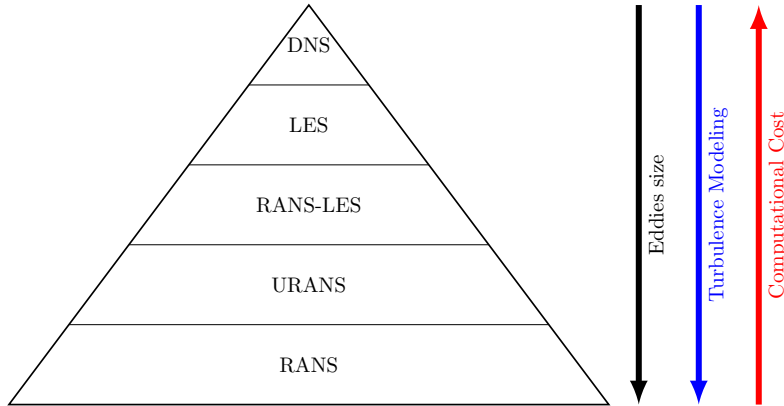 DNS
LES
RANS-LES
URANS
RANS
Eddies size
Turbulence Modeling
Computational Cost